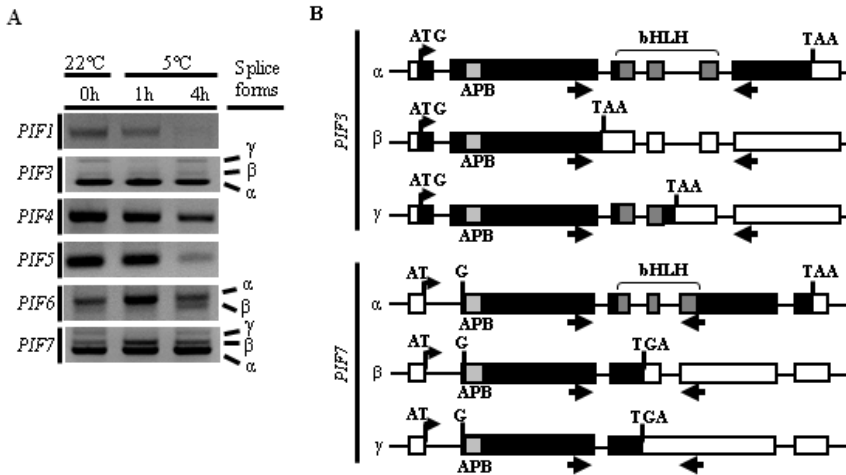 A
22°C 5°C Splice forms
0h 1h 4h
PIF1
PIF3 γ β α
PIF4
PIF5
PIF6 α β
PIF7 γ β α
B
PIF3
bHLH
ATG TAA
α
APB
ATG TAA
β
APB
ATG TAA
γ
APB
PIF7
bHLH
AT G TAA
α
APB
AT G TGA
β
APB
AT G TGA
γ
APB